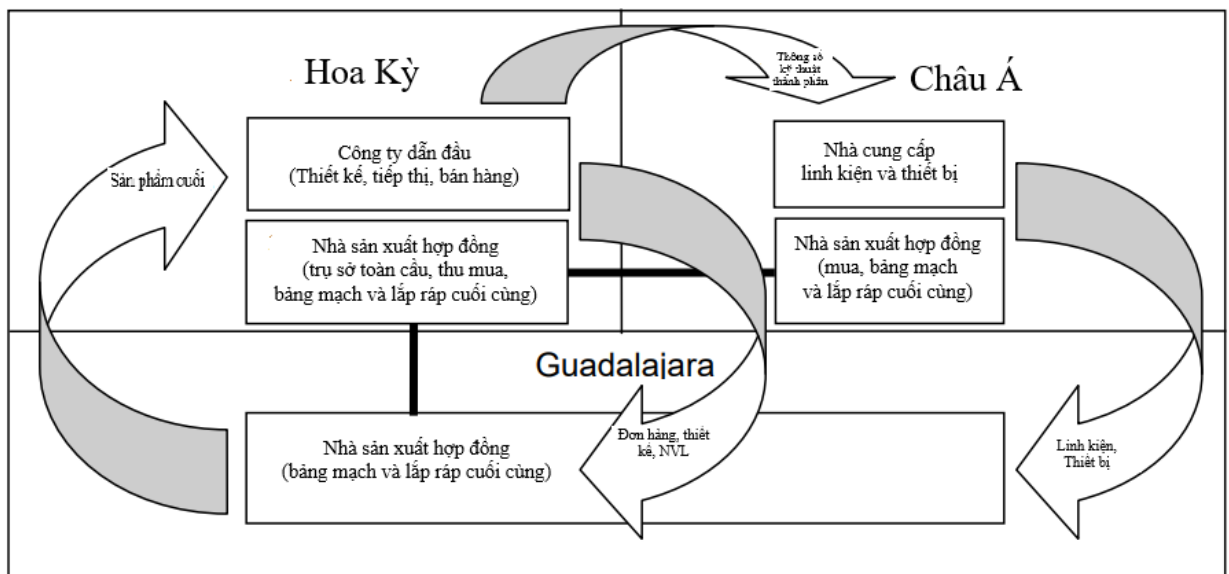 Hoa Kỳ
Thông số
kỹ thuật
thành phần
Châu Á
Sản phẩm cuối
Công ty dẫn đầu
(Thiết kế, tiếp thị, bán hàng)
Nhà cung cấp
linh kiện và thiết bị
Nhà sản xuất hợp đồng
(trụ sở toàn cầu, thu mua,
bảng mạch và lắp ráp cuối cùng)
Nhà sản xuất hợp đồng
(mua, bảng mạch
và lắp ráp cuối cùng)
Guadalajara
Nhà sản xuất hợp đồng
(bảng mạch và lắp ráp cuối cùng)
Đơn hàng, thiết
kế, NVL
Linh kiện,
Thiết bị